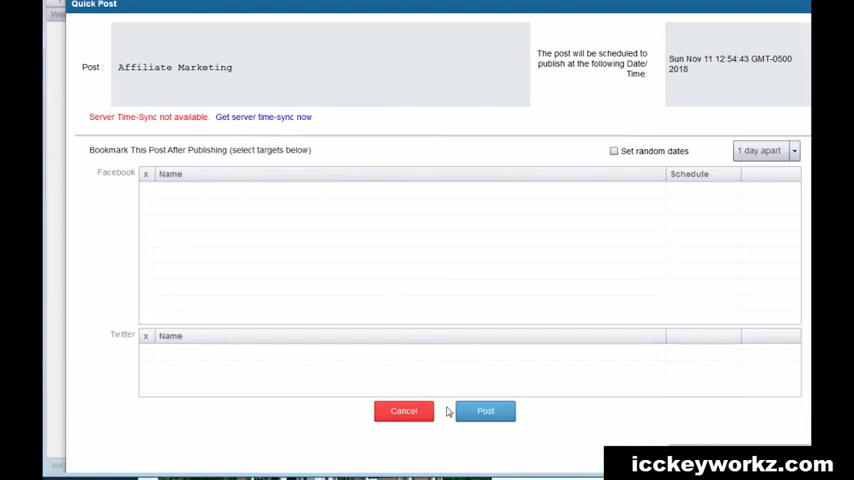 Quick Post
Post :
Affiliate Marketing
The post will be scheduled to
publish at the following Date/
Time:
Sun Nov 11 12:54:43 GMT-0500
2018
Server Time-Sync not available. Get server time-sync now
Bookmark This Post After Publishing (select targets below)
Set random dates
1 day apart
Facebook
x Name Schedule
Twitter
x Name
Cancel
Post
icckeyworkz.com